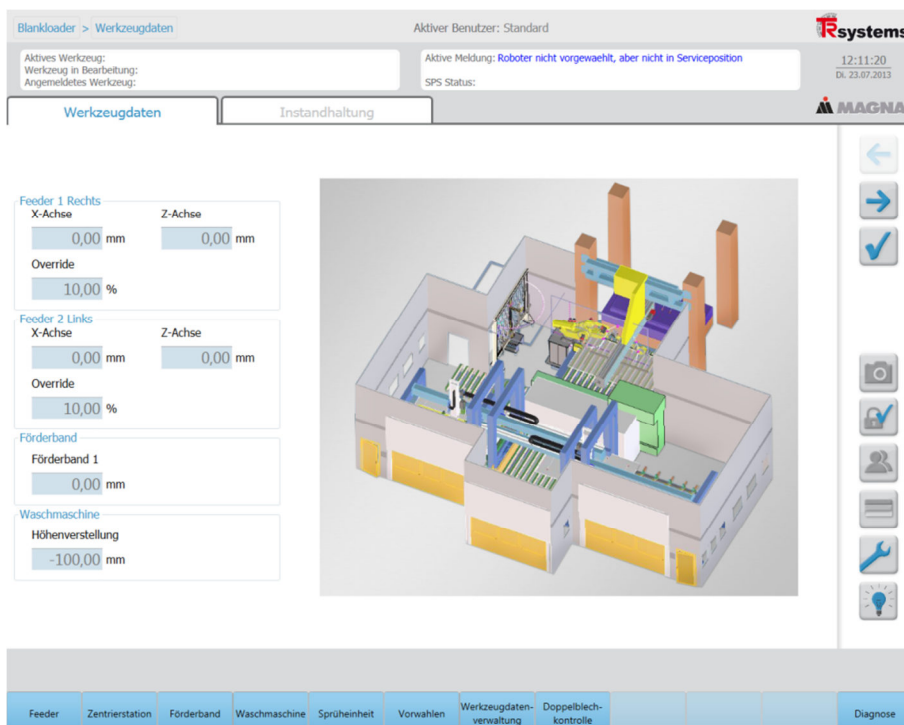 Blankloader > Werkzeugdaten
Aktiver Benutzer: Standard
TRsystems
Aktives Werkzeug:
Werkzeug in Bearbeitung:
Angemeldetes Werkzeug:
Aktive Meldung: Roboter nicht vorgewaehlt, aber nicht in Serviceposition
SPS Status:
12:11:20
Di. 23.07.2013
Werkzeugdaten
Instandhaltung
MAGNA
Feeder 1 Rechts
X-Achse Z-Achse
0,00 mm 0,00 mm
Override
10,00 %
Feeder 2 Links
X-Achse Z-Achse
0,00 mm 0,00 mm
Override
10,00 %
Förderband
Förderband 1
0,00 mm
Waschmaschine
Höhenverstellung
-100,00 mm
Feeder
Zentrierstation
Förderband
Waschmaschine
Sprüheinheit
Vorwahlen
Werkzeugdaten-
verwaltung
Doppelblech-
kontrolle
Diagnose